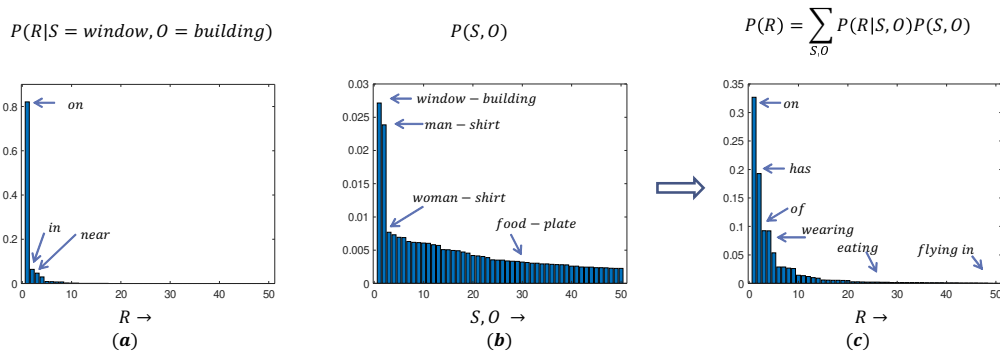 P(R|S = window, O = building)
on
in
near
0.8
0.6
0.4
0.2
0
0 10 20 30 40 50
R →
(a)
P(S, O)
window − building
man − shirt
woman − shirt
food − plate
0.03
0.025
0.02
0.015
0.01
0.005
0
0 10 20 30 40 50
S, O →
(b)
P(R) = ∑ P(R|S, O)P(S, O)
S,O
on
has
of
wearing
eating
flying in
0.35
0.3
0.25
0.2
0.15
0.1
0.05
0
0 10 20 30 40 50
R →
(c)